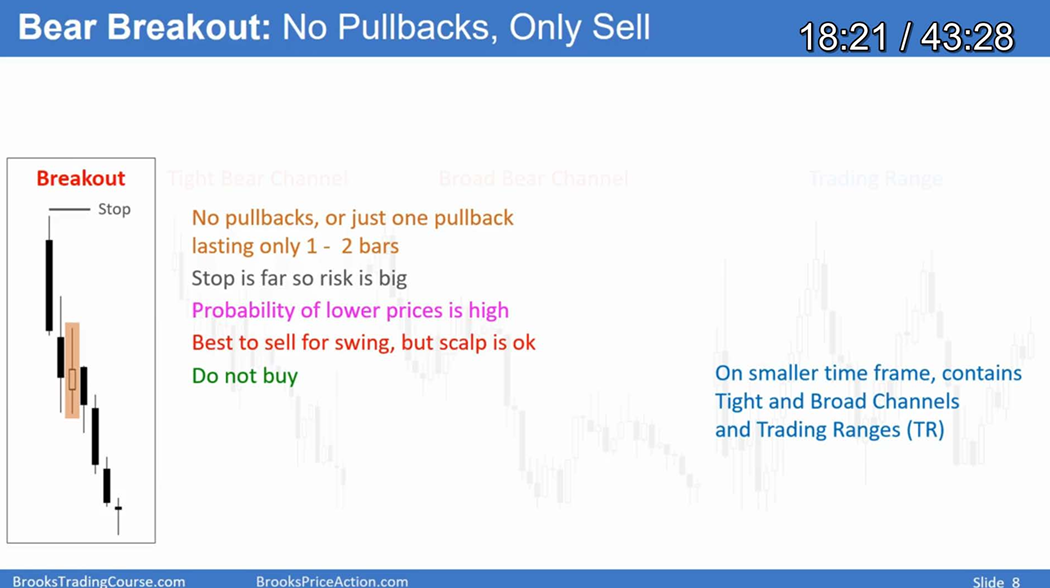 Bear Breakout: No Pullbacks, Only Sell
18:21 / 43:28
Breakout
Tight Bear Channel
Broad Bear Channel
Trading Range
Stop
No pullbacks, or just one pullback
lasting only 1 - 2 bars
Stop is far so risk is big
Probability of lower prices is high
Best to sell for swing, but scalp is ok
Do not buy
On smaller time frame, contains
Tight and Broad Channels
and Trading Ranges (TR)
BrooksTradingCourse.com
BrooksPriceAction.com
Slide 8